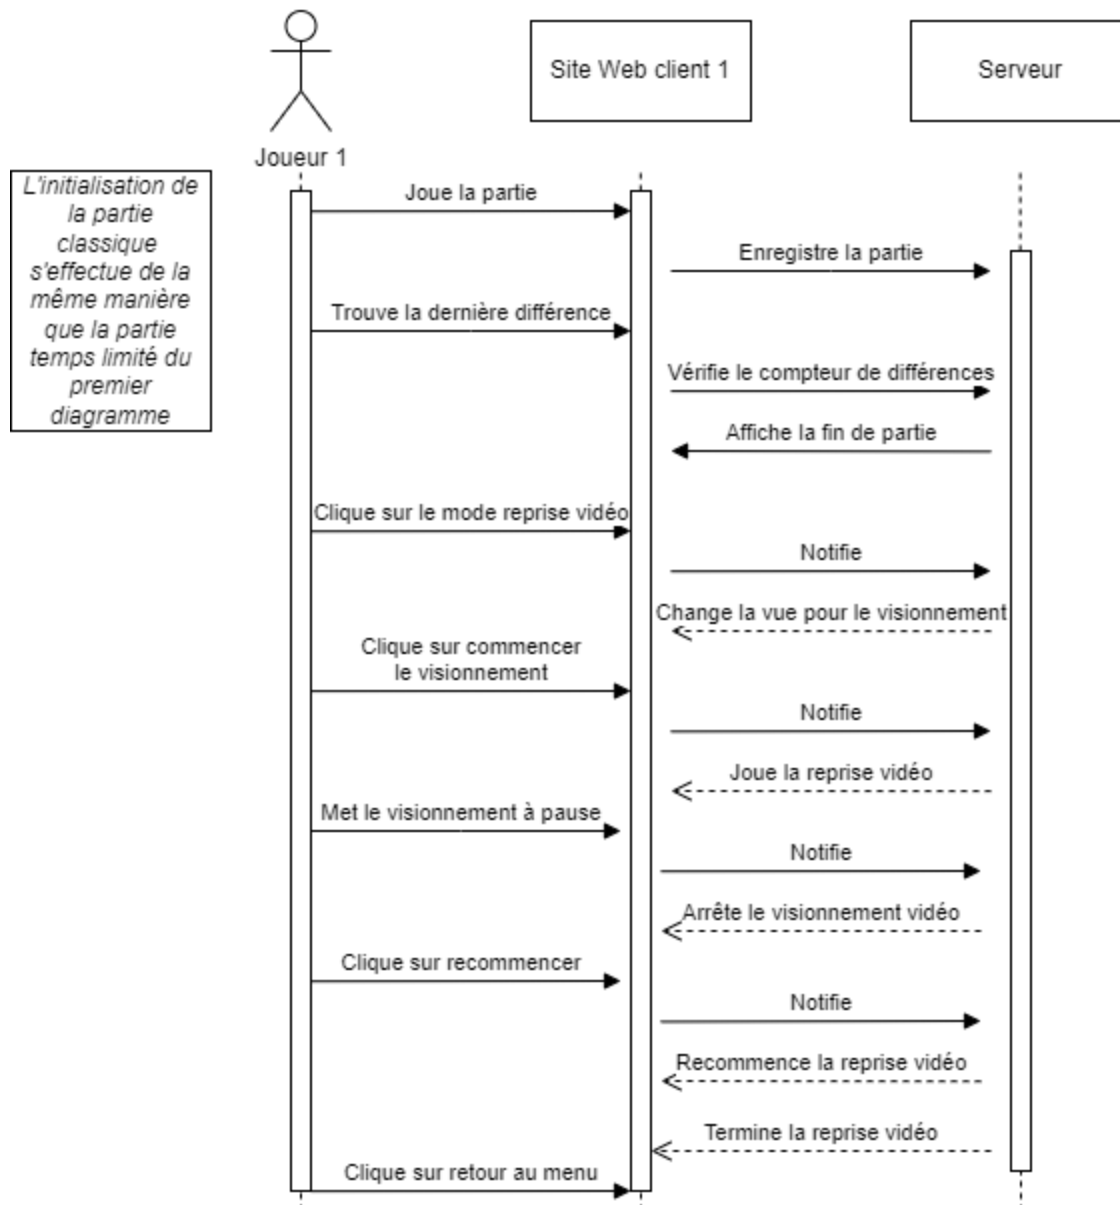 Site Web client 1
Serveur
Joueur 1
L'initialisation de
la partie
classique
s'effectue de la
même manière
que la partie
temps limité du
premier
diagramme
Joue la partie
Enregistre la partie
Trouve la dernière différence
Vérifie le compteur de différences
Affiche la fin de partie
Clique sur le mode reprise vidéo
Notifie
Change la vue pour le visionnement
Clique sur commencer
le visionnement
Notifie
Joue la reprise vidéo
Met le visionnement à pause
Notifie
Arrête le visionnement vidéo
Clique sur recommencer
Notifie
Recommence la reprise vidéo
Termine la reprise vidéo
Clique sur retour au menu